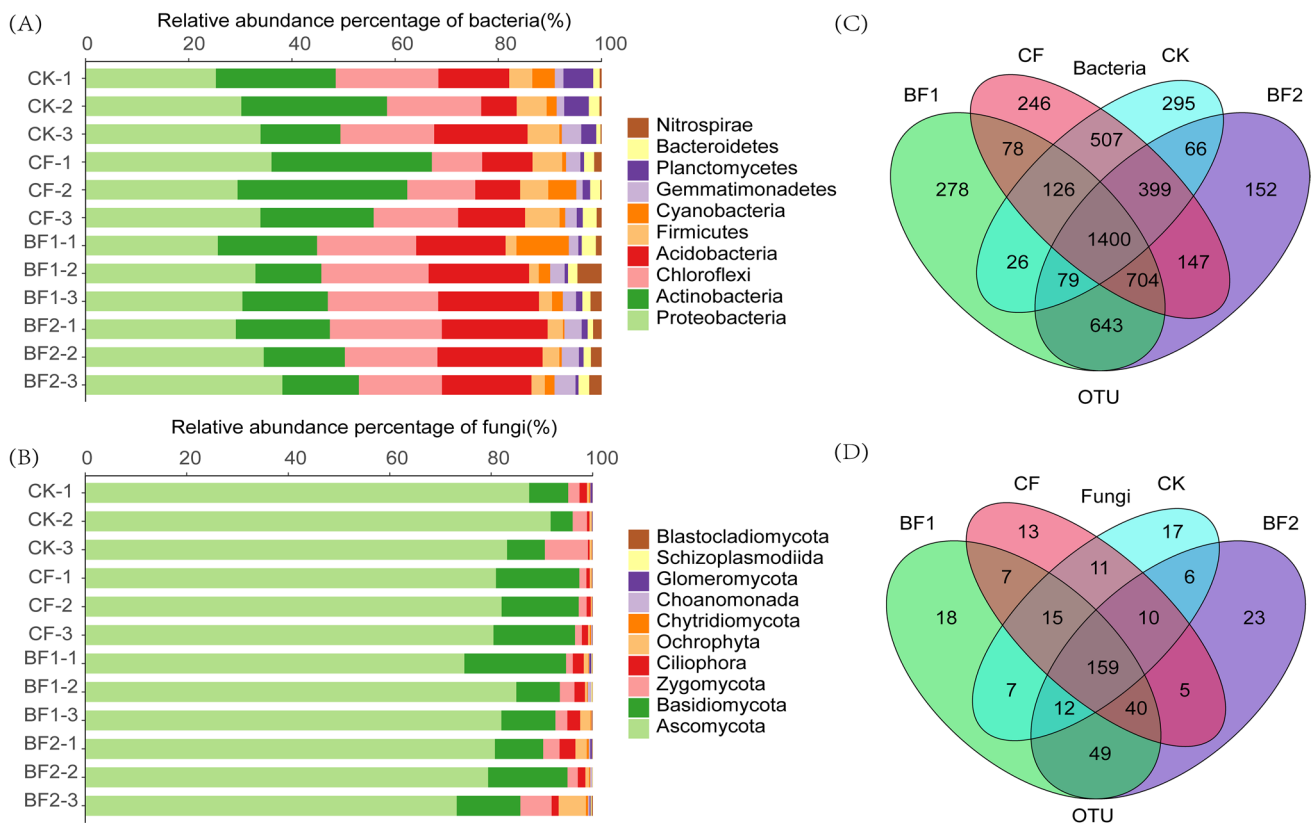 (A)
Relative abundance percentage of bacteria(%)
0 20 40 60 80 100
CK-1
CK-2
CK-3
CF-1
CF-2
CF-3
BF1-1
BF1-2
BF1-3
BF2-1
BF2-2
BF2-3
Nitrospirae
Bacteroidetes
Planctomycetes
Gemmatimonadetes
Cyanobacteria
Firmicutes
Acidobacteria
Chloroflexi
Actinobacteria
Proteobacteria
(B)
Relative abundance percentage of fungi(%)
0 20 40 60 80 100
CK-1
CK-2
CK-3
CF-1
CF-2
CF-3
BF1-1
BF1-2
BF1-3
BF2-1
BF2-2
BF2-3
Blastocladiomycota
Schizoplasmodiida
Glomeromycota
Choanomonada
Chytridiomycota
Ochrophyta
Ciliophora
Zygomycota
Basidiomycota
Ascomycota
(C)
CF Bacteria CK
BF1 BF2
246 295
78 507 66
278 126 399 152
1400
26 79 704 147
643
OTU
(D)
CF Fungi CK
BF1 BF2
13 17
7 11 6
18 15 10 23
159
7 12 40 5
49
OTU